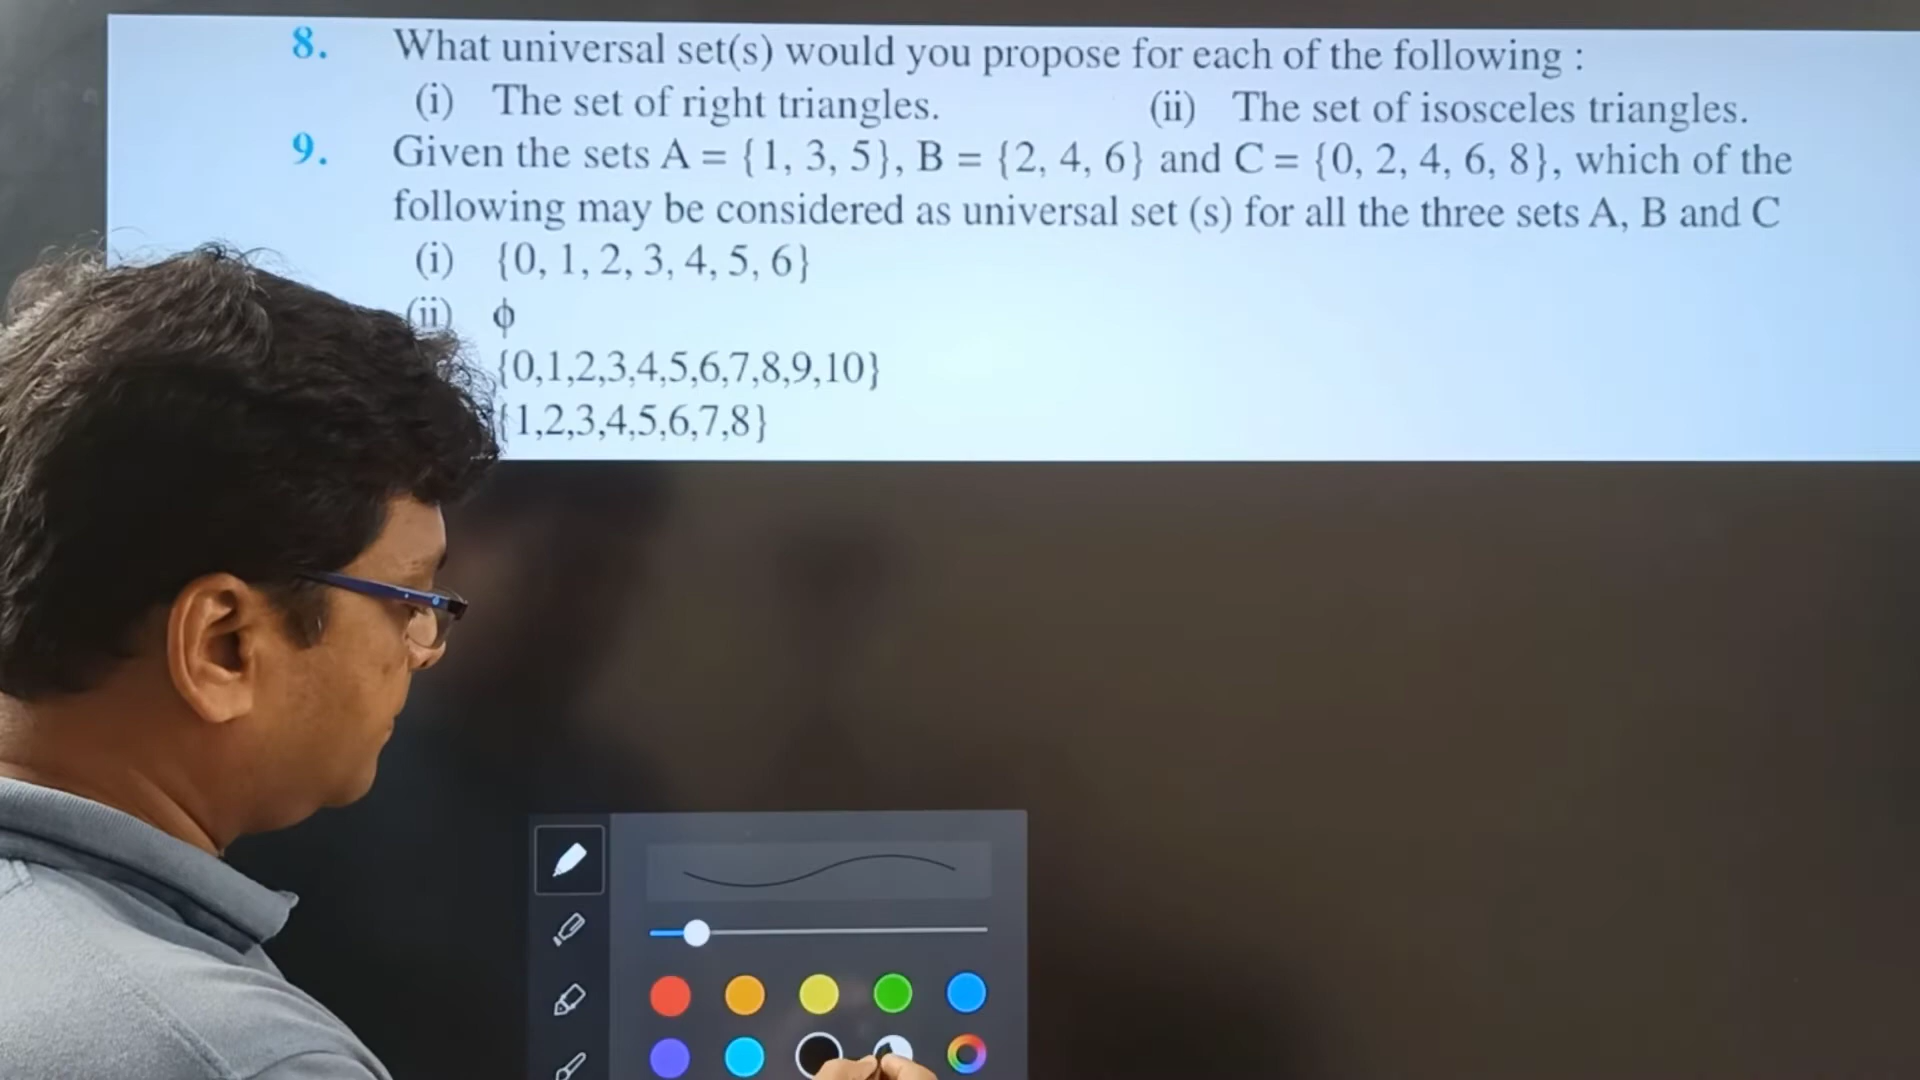 8. What universal set(s) would you propose for each of the following :
(i) The set of right triangles. (ii) The set of isosceles triangles.
9. Given the sets A = {1, 3, 5}, B = {2, 4, 6} and C = {0, 2, 4, 6, 8}, which of the
following may be considered as universal set (s) for all the three sets A, B and C
(i) {0, 1, 2, 3, 4, 5, 6}
(ii) ϕ
{0,1,2,3,4,5,6,7,8,9,10}
{1,2,3,4,5,6,7,8}